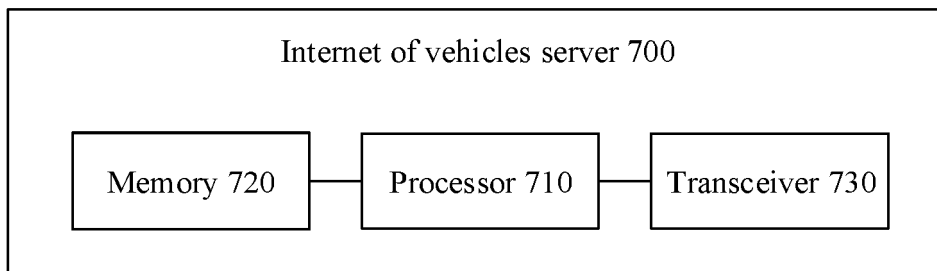 Internet of vehicles server 700
Memory 720
Processor 710
Transceiver 730